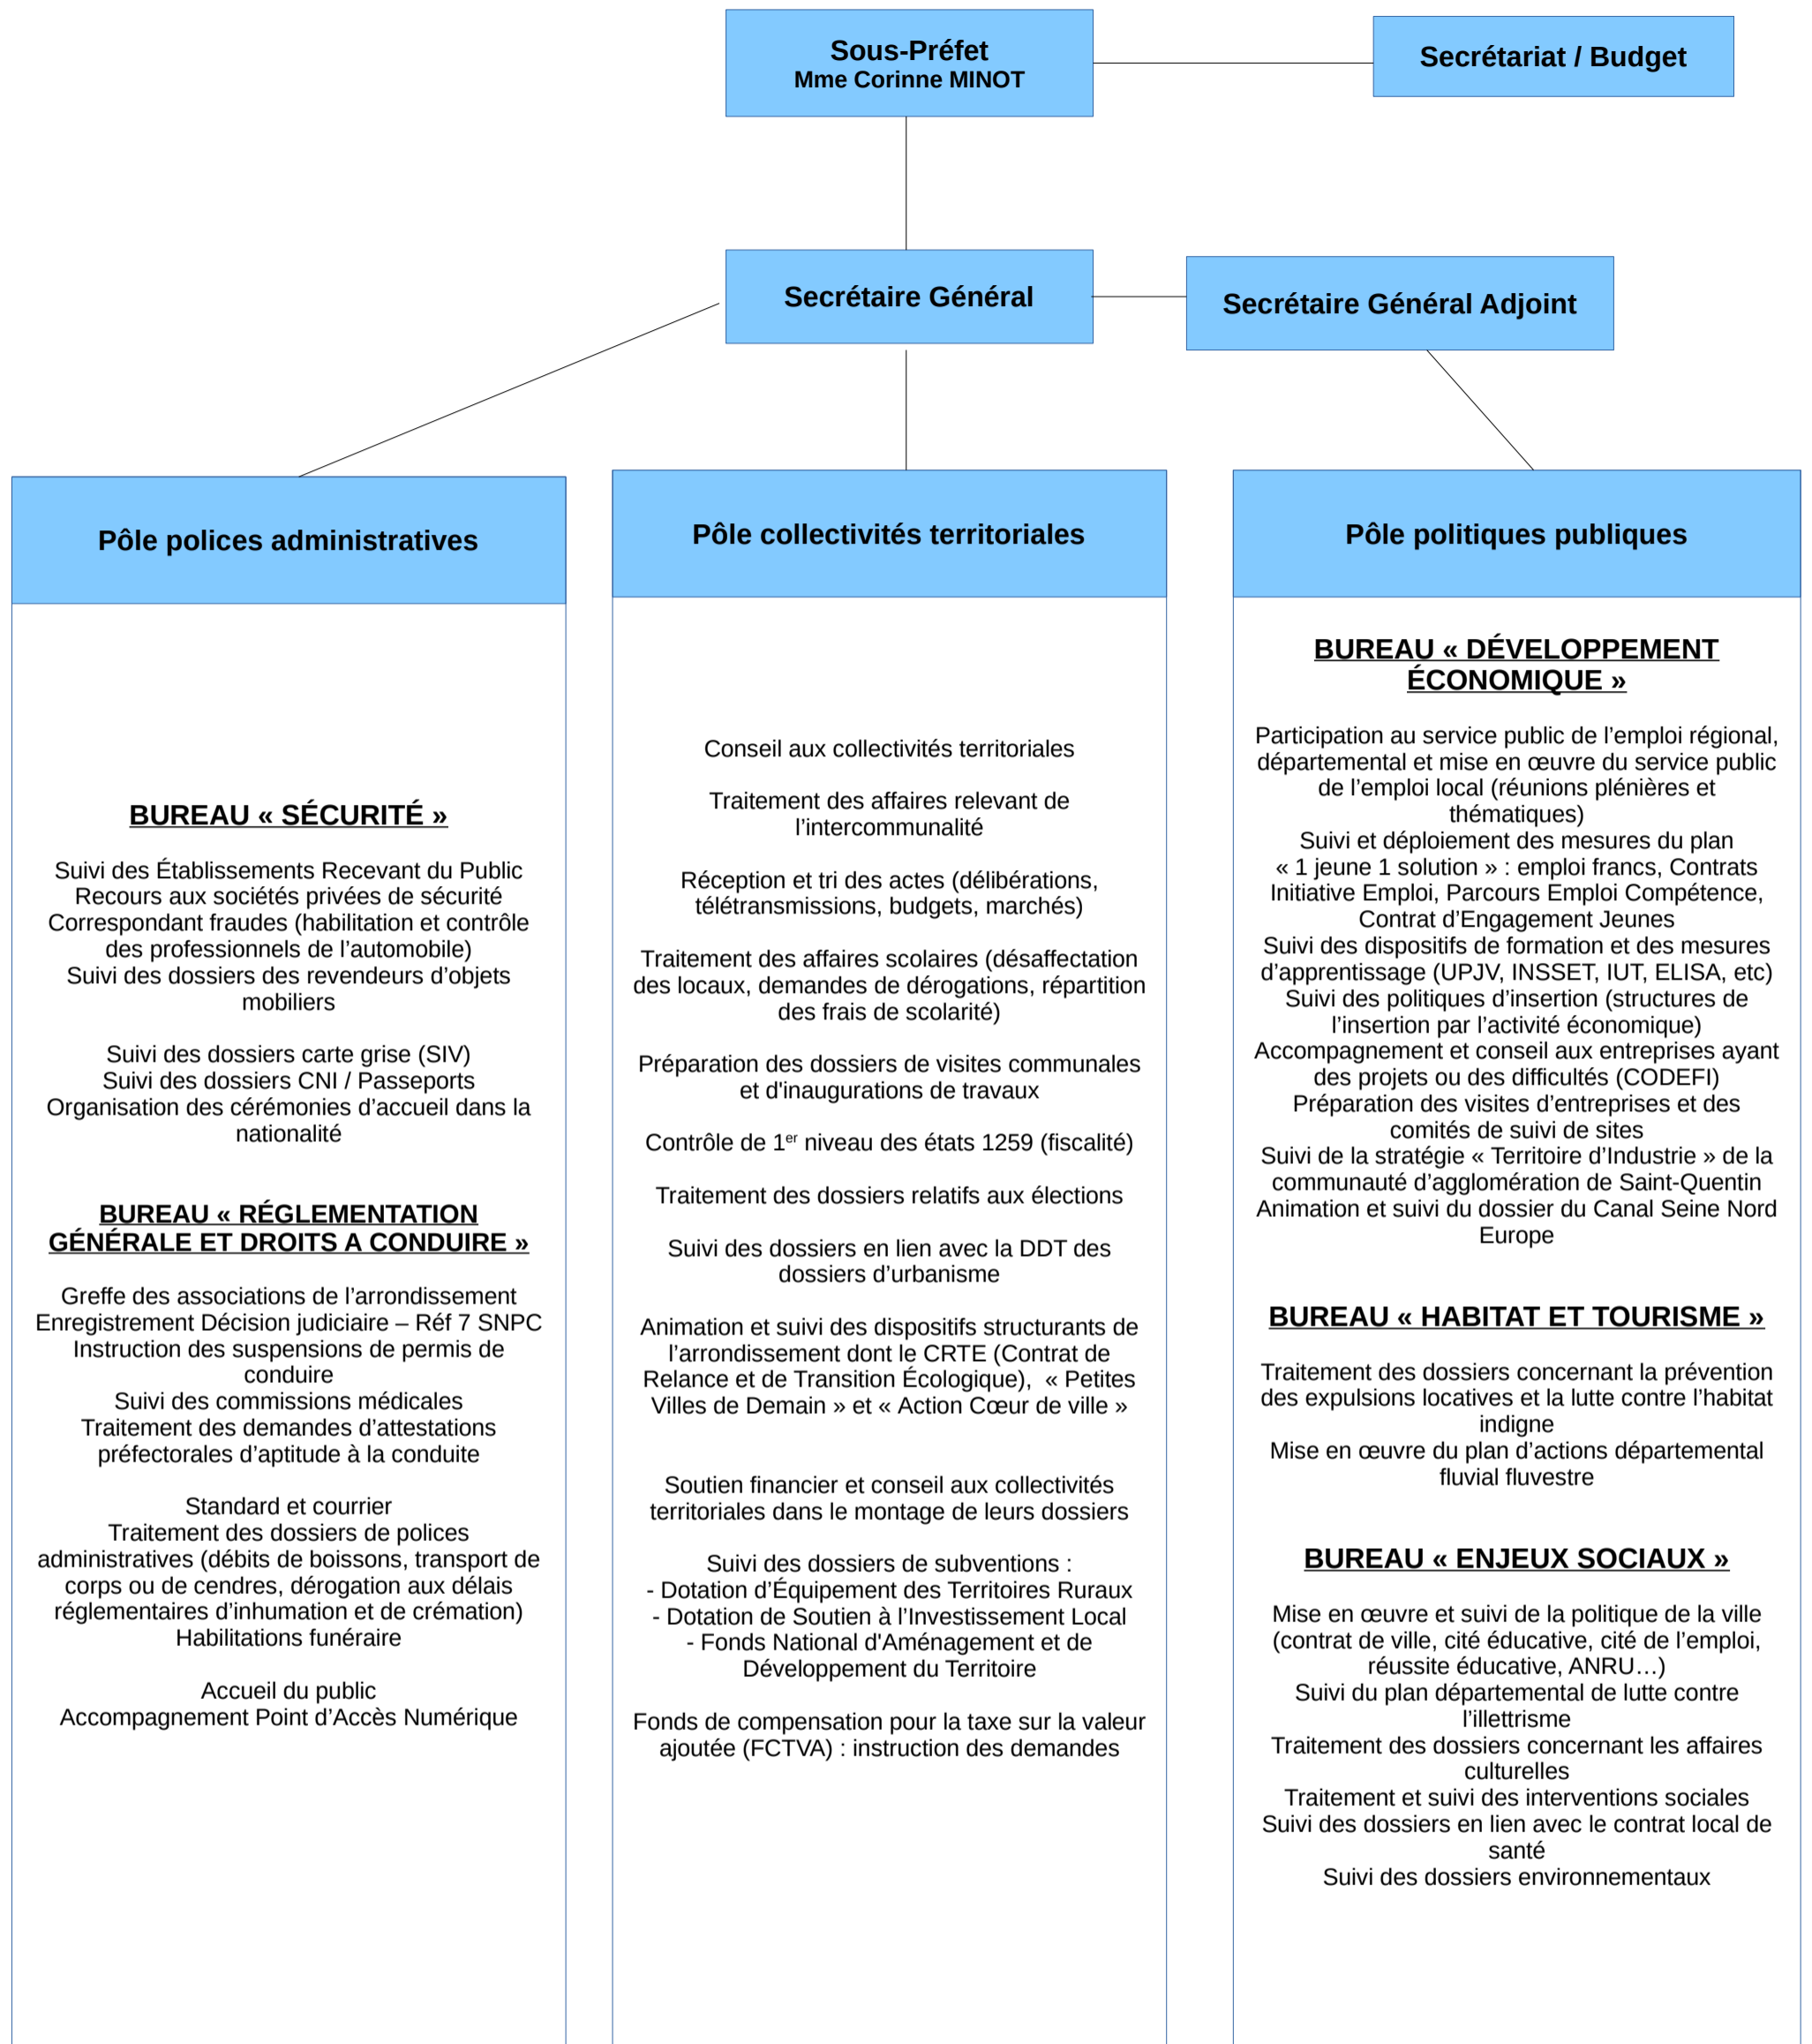 Sous-Préfet
Mme Corinne MINOT
Secrétariat / Budget
Secrétaire Général
Secrétaire Général Adjoint
Pôle polices administratives
BUREAU « SÉCURITÉ »
Suivi des Établissements Recevant du Public
Recours aux sociétés privées de sécurité
Correspondant fraudes (habilitation et contrôle
des professionnels de l’automobile)
Suivi des dossiers des revendeurs d’objets
mobiliers
Suivi des dossiers carte grise (SIV)
Suivi des dossiers CNI / Passeports
Organisation des cérémonies d’accueil dans la
nationalité
BUREAU « RÉGLEMENTATION
GÉNÉRALE ET DROITS A CONDUIRE »
Greffe des associations de l’arrondissement
Enregistrement Décision judiciaire – Réf 7 SNPC
Instruction des suspensions de permis de
conduire
Suivi des commissions médicales
Traitement des demandes d’attestations
préfectorales d’aptitude à la conduite
Standard et courrier
Traitement des dossiers de polices
administratives (débits de boissons, transport de
corps ou de cendres, dérogation aux délais
réglementaires d’inhumation et de crémation)
Habilitations funéraire
Accueil du public
Accompagnement Point d’Accès Numérique
Pôle collectivités territoriales
Conseil aux collectivités territoriales
Traitement des affaires relevant de
l’intercommunalité
Réception et tri des actes (délibérations,
télétransmissions, budgets, marchés)
Traitement des affaires scolaires (désaffectation
des locaux, demandes de dérogations, répartition
des frais de scolarité)
Préparation des dossiers de visites communales
et d'inaugurations de travaux
Contrôle de 1er niveau des états 1259 (fiscalité)
Traitement des dossiers relatifs aux élections
Suivi des dossiers en lien avec la DDT des
dossiers d’urbanisme
Animation et suivi des dispositifs structurants de
l’arrondissement dont le CRTE (Contrat de
Relance et de Transition Écologique), « Petites
Villes de Demain » et « Action Cœur de ville »
Soutien financier et conseil aux collectivités
territoriales dans le montage de leurs dossiers
Suivi des dossiers de subventions :
- Dotation d’Équipement des Territoires Ruraux
- Dotation de Soutien à l’Investissement Local
- Fonds National d'Aménagement et de
Développement du Territoire
Fonds de compensation pour la taxe sur la valeur
ajoutée (FCTVA) : instruction des demandes
Pôle politiques publiques
BUREAU « DÉVELOPPEMENT
ÉCONOMIQUE »
Participation au service public de l’emploi régional,
départemental et mise en œuvre du service public
de l’emploi local (réunions plénières et
thématiques)
Suivi et déploiement des mesures du plan
« 1 jeune 1 solution » : emploi francs, Contrats
Initiative Emploi, Parcours Emploi Compétence,
Contrat d’Engagement Jeunes
Suivi des dispositifs de formation et des mesures
d’apprentissage (UPJV, INSSET, IUT, ELISA, etc)
Suivi des politiques d’insertion (structures de
l’insertion par l’activité économique)
Accompagnement et conseil aux entreprises ayant
des projets ou des difficultés (CODEFI)
Préparation des visites d’entreprises et des
comités de suivi de sites
Suivi de la stratégie « Territoire d’Industrie » de la
communauté d’agglomération de Saint-Quentin
Animation et suivi du dossier du Canal Seine Nord
Europe
BUREAU « HABITAT ET TOURISME »
Traitement des dossiers concernant la prévention
des expulsions locatives et la lutte contre l’habitat
indigne
Mise en œuvre du plan d’actions départemental
fluvial fluvestre
BUREAU « ENJEUX SOCIAUX »
Mise en œuvre et suivi de la politique de la ville
(contrat de ville, cité éducative, cité de l’emploi,
réussite éducative, ANRU…)
Suivi du plan départemental de lutte contre
l’illettrisme
Traitement des dossiers concernant les affaires
culturelles
Traitement et suivi des interventions sociales
Suivi des dossiers en lien avec le contrat local de
santé
Suivi des dossiers environnementaux